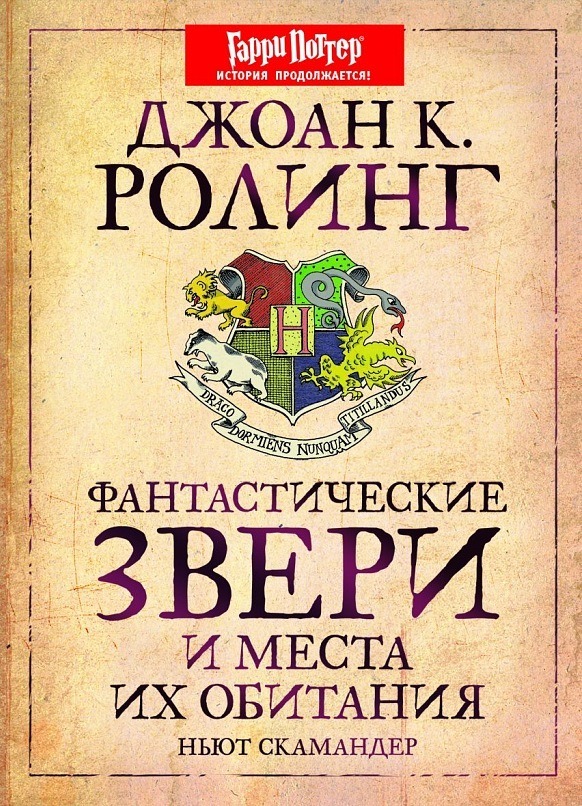 Гарри Поттер®
ИСТОРИЯ ПРОДОЛЖАЕТСЯ!
ДЖОАН К.
РОЛИНГ
H
DRACO
DORMIENS NUNQUAM
TITILLANDUS
ФАНТАСТИЧЕСКИЕ
ЗВЕРИ
И МЕСТА
ИХ ОБИТАНИЯ
НЬЮТ СКАМАНДЕР